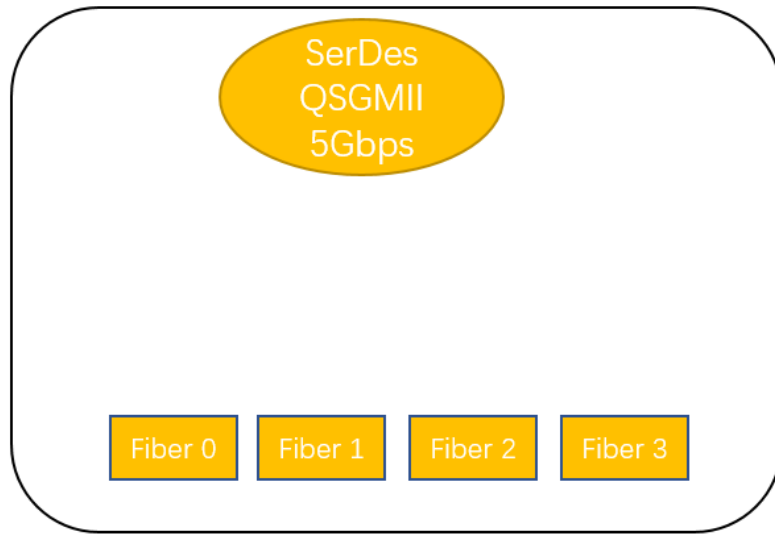 SerDes
QSGMII
5Gbps
Fiber 0
Fiber 1
Fiber 2
Fiber 3